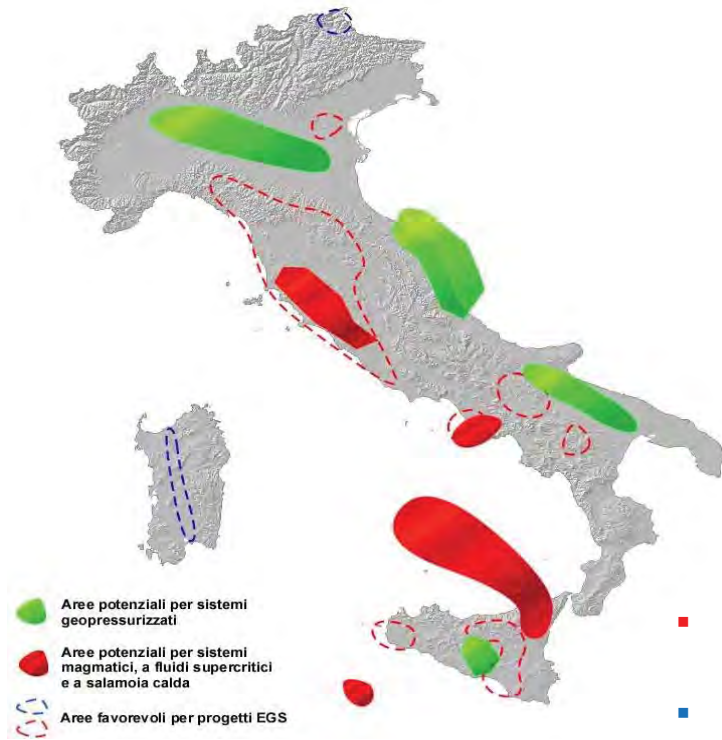 Aree potenziali per sistemi
geopressurizzati
Aree potenziali per sistemi
magmatici, a fluidi supercritici
e a salamoia calda
Aree favorevoli per progetti EGS